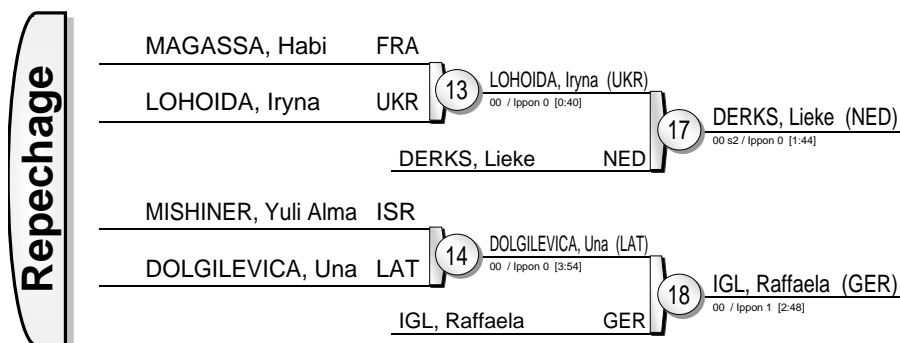 Repechage
MAGASSA, Habi FRA
LOHOIDA, Iryna UKR
13
LOHOIDA, Iryna (UKR)
00 / Ippon 0 [0:40]
DERKS, Lieke NED
17
DERKS, Lieke (NED)
00 s2 / Ippon 0 [1:44]
MISHINER, Yuli Alma ISR
DOLGILEVICA, Una LAT
14
DOLGILEVICA, Una (LAT)
00 / Ippon 0 [3:54]
IGL, Raffaela GER
18
IGL, Raffaela (GER)
00 / Ippon 1 [2:48]